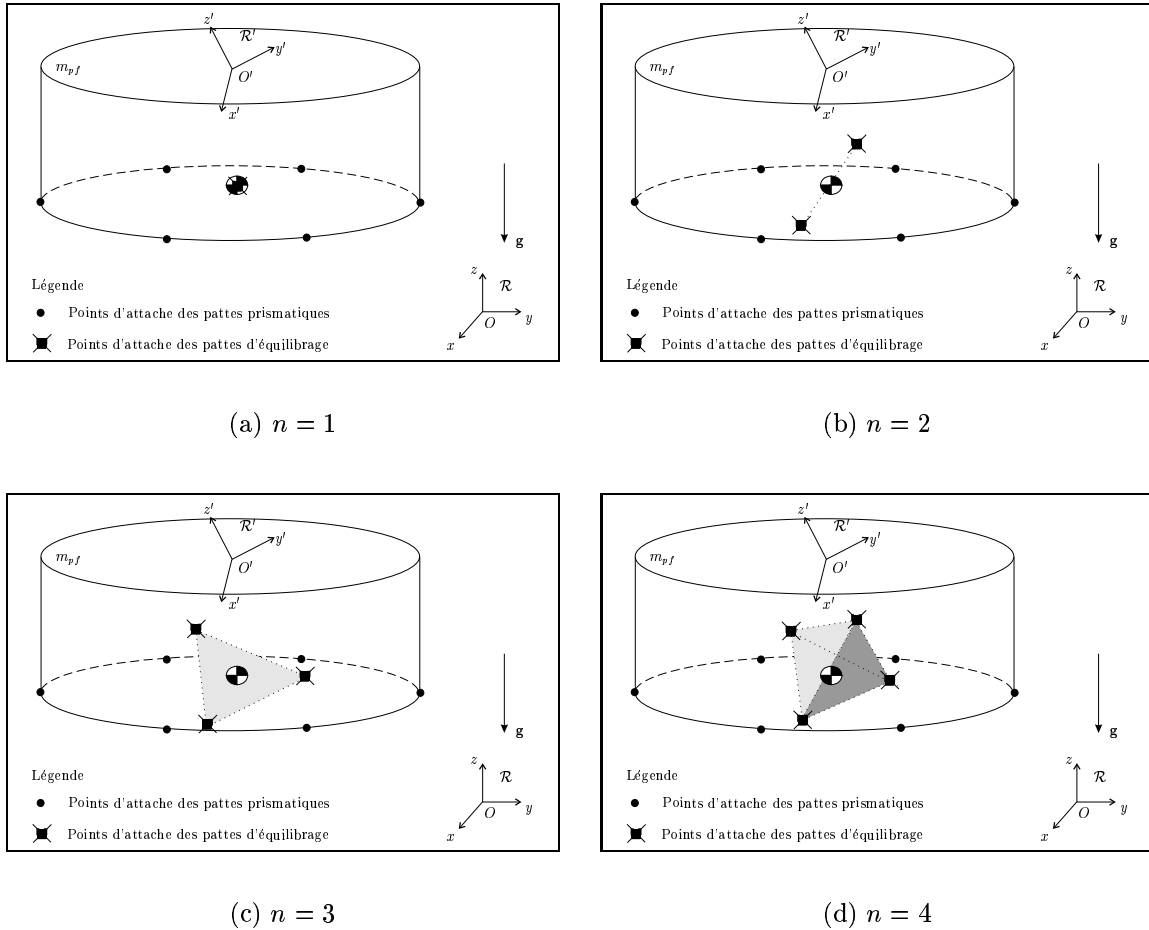 z′
R′
y′
m_pf
O′
x′
g
Légende
z
R
Points d'attache des pattes prismatiques
O
y
Points d'attache des pattes d'équilibrage
x
(a) n = 1
z′
R′
y′
m_pf
O′
x′
g
Légende
z
R
Points d'attache des pattes prismatiques
O
y
Points d'attache des pattes d'équilibrage
x
(b) n = 2
z′
R′
y′
m_pf
O′
x′
g
Légende
z
R
Points d'attache des pattes prismatiques
O
y
Points d'attache des pattes d'équilibrage
x
(c) n = 3
z′
R′
y′
m_pf
O′
x′
g
Légende
z
R
Points d'attache des pattes prismatiques
O
y
Points d'attache des pattes d'équilibrage
x
(d) n = 4